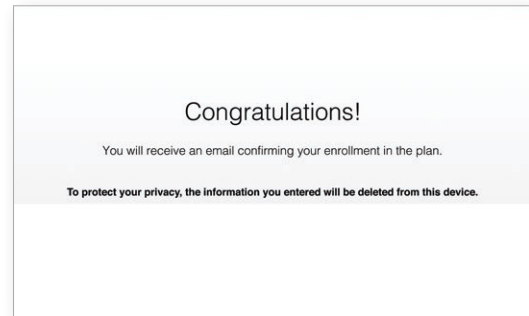 Congratulations!
You will receive an email confirming your enrollment in the plan.
To protect your privacy, the information you entered will be deleted from this device.